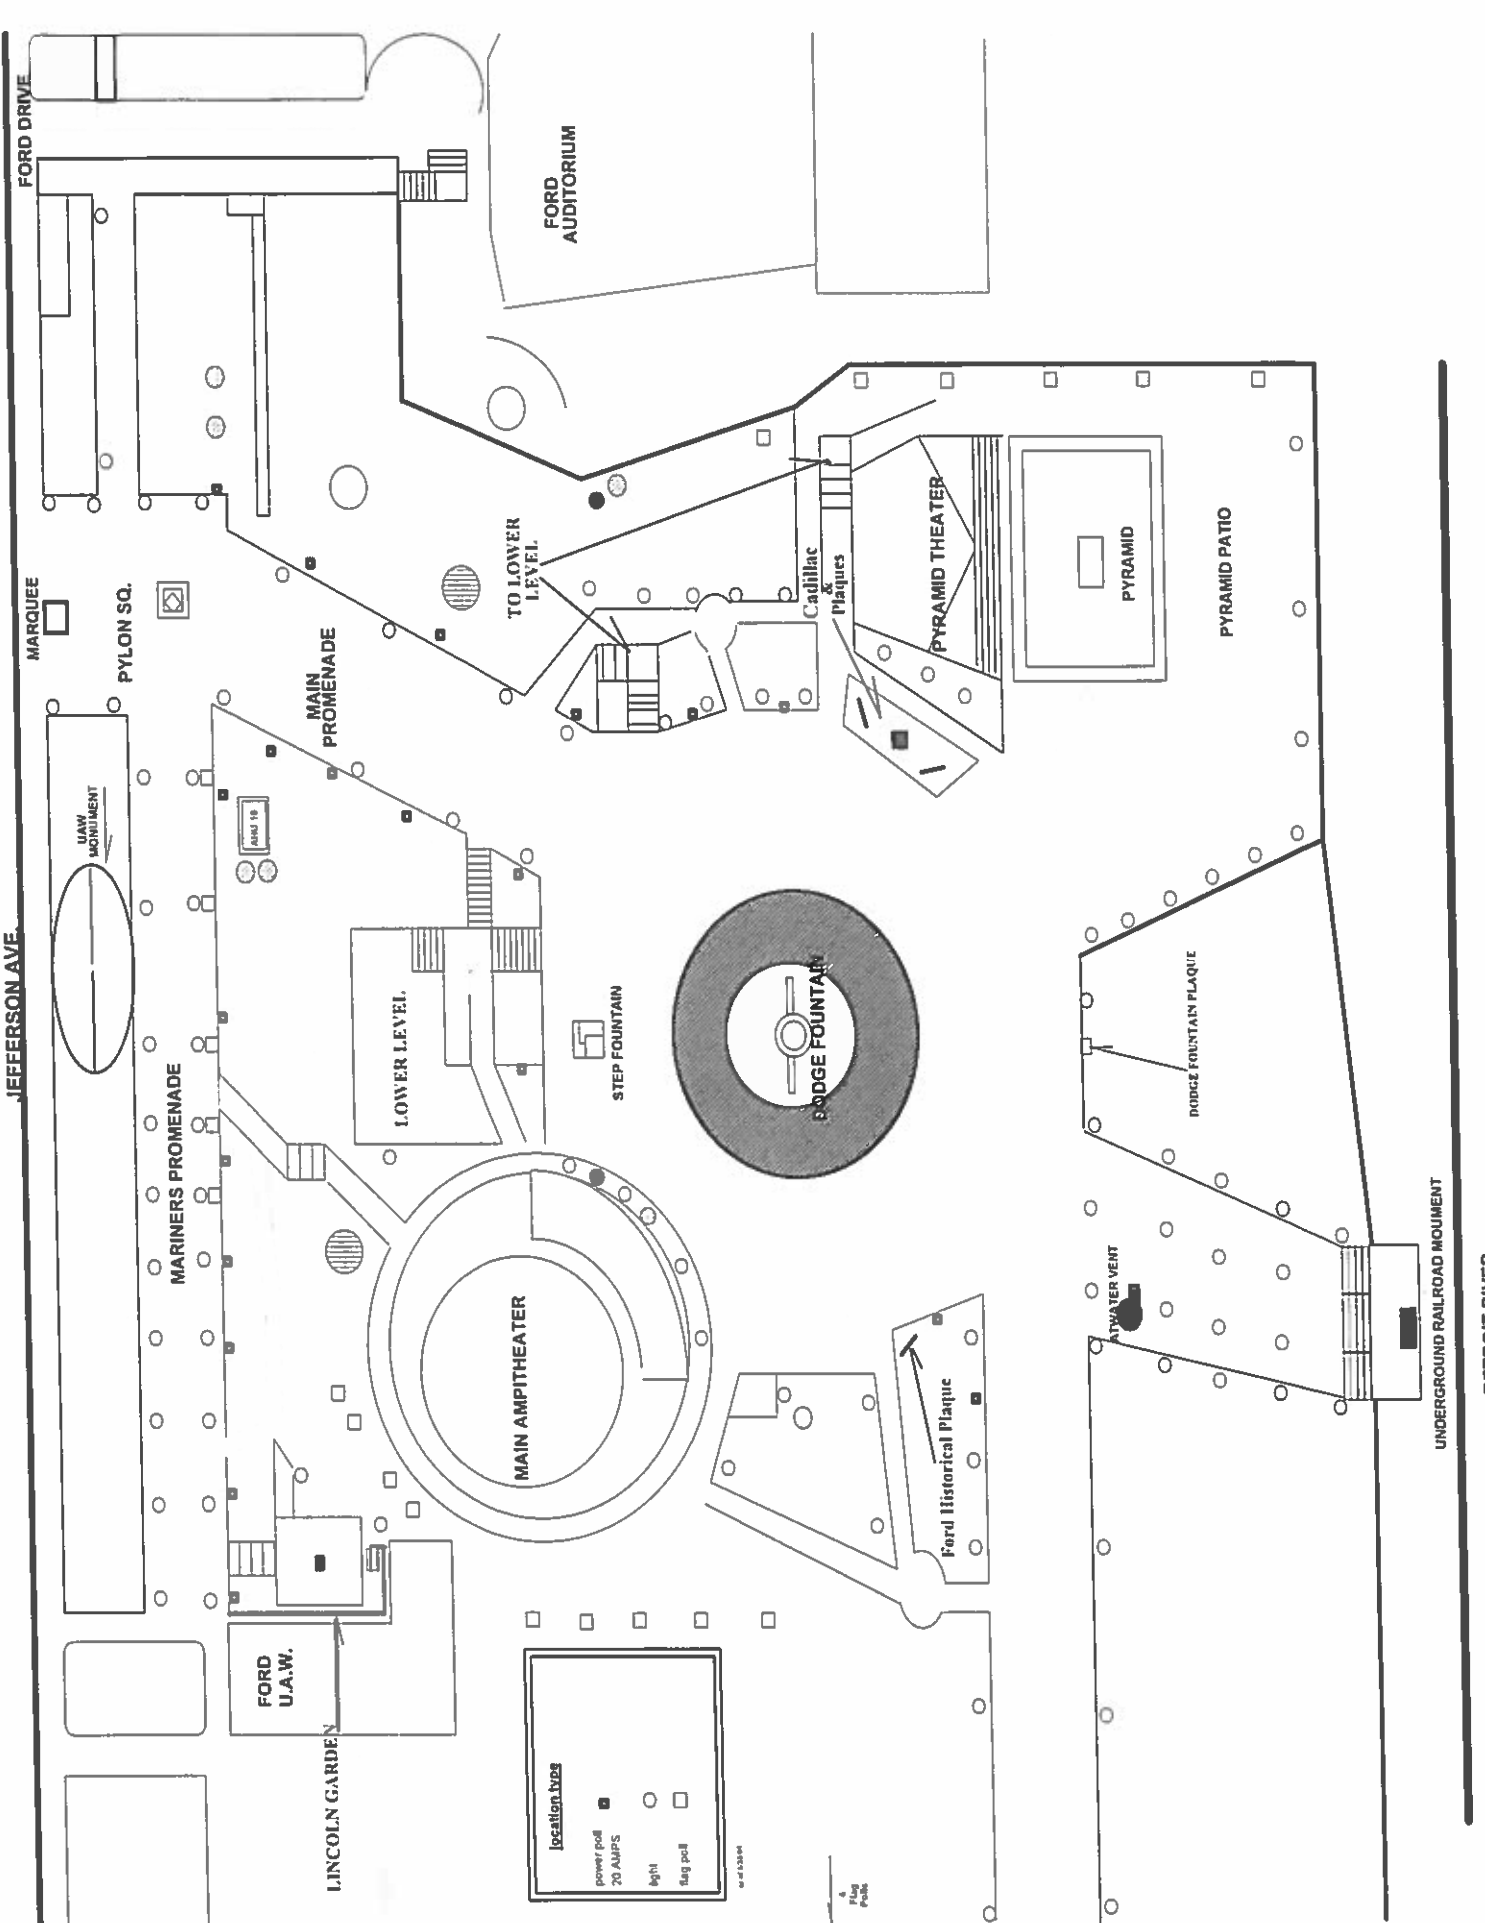 FORD DRIVE
JEFFERSON AVE.
MARQUEE
PYLON SQ.
UAW
MONUMENT
MARINERS PROMENADE
MAIN
PROMENADE
AHU 10
FORD
AUDITORIUM
TO LOWER
LEVEL
Cadillac
&
Plaques
PYRAMID THEATER
PYRAMID
PYRAMID PATIO
LOWER LEVEL
STEP FOUNTAIN
DODGE FOUNTAIN
DODGE FOUNTAIN PLAQUE
MAIN AMPITHEATER
ATWATER VENT
UNDERGROUND RAILROAD MOUMENT
Ford Historical Plaque
FORD
U.A.W.
LINCOLN GARDEN
location type
power poll
20 AMPS
light
flag poll
&
Flag
Polls